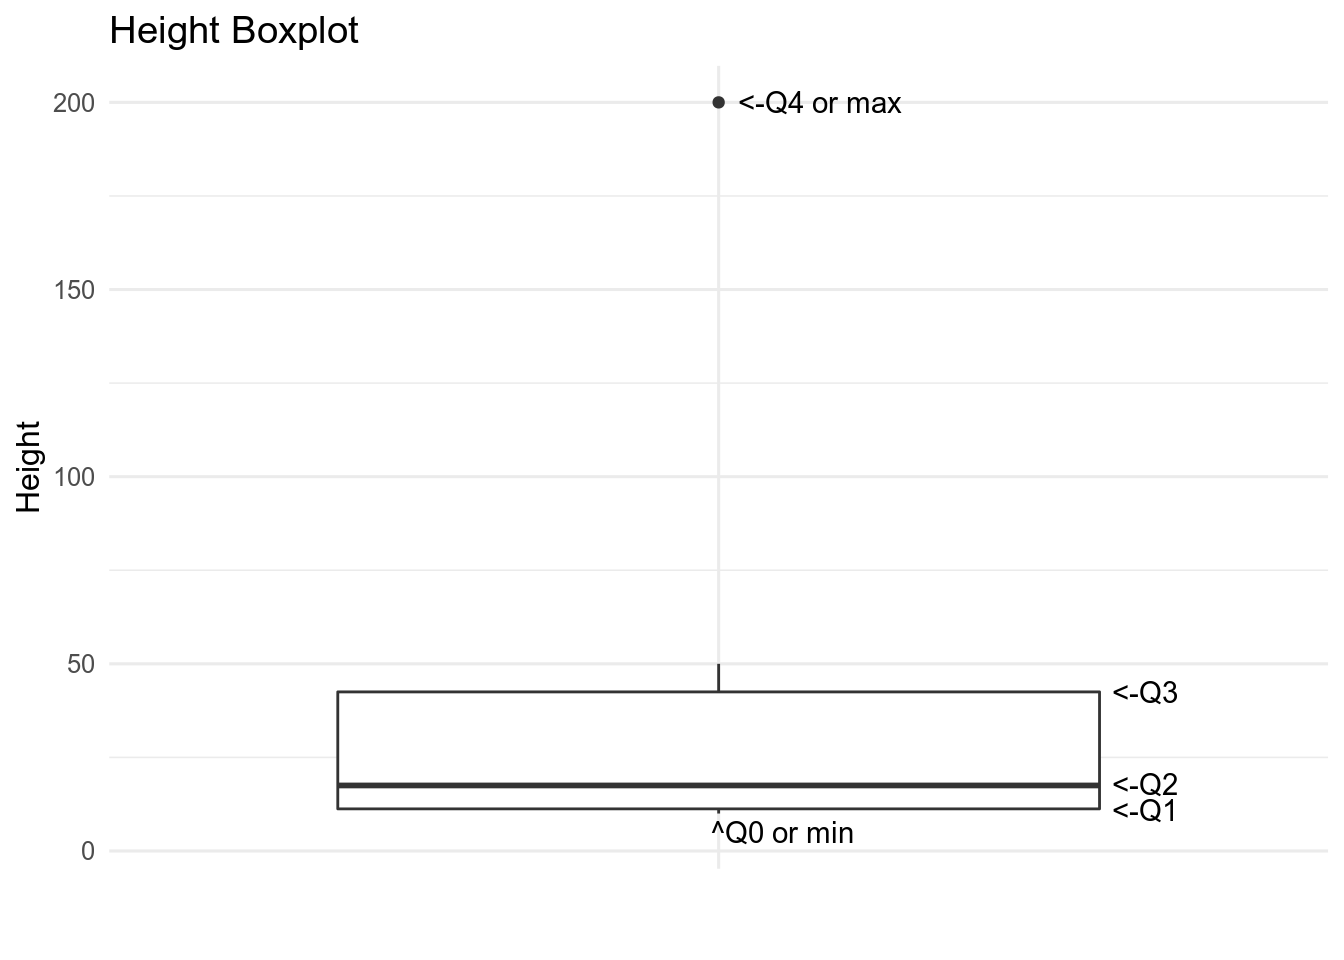 Height Boxplot
200
<-Q4 or max
150
Height
100
50
<-Q3
<-Q2
<-Q1
^Q0 or min
0